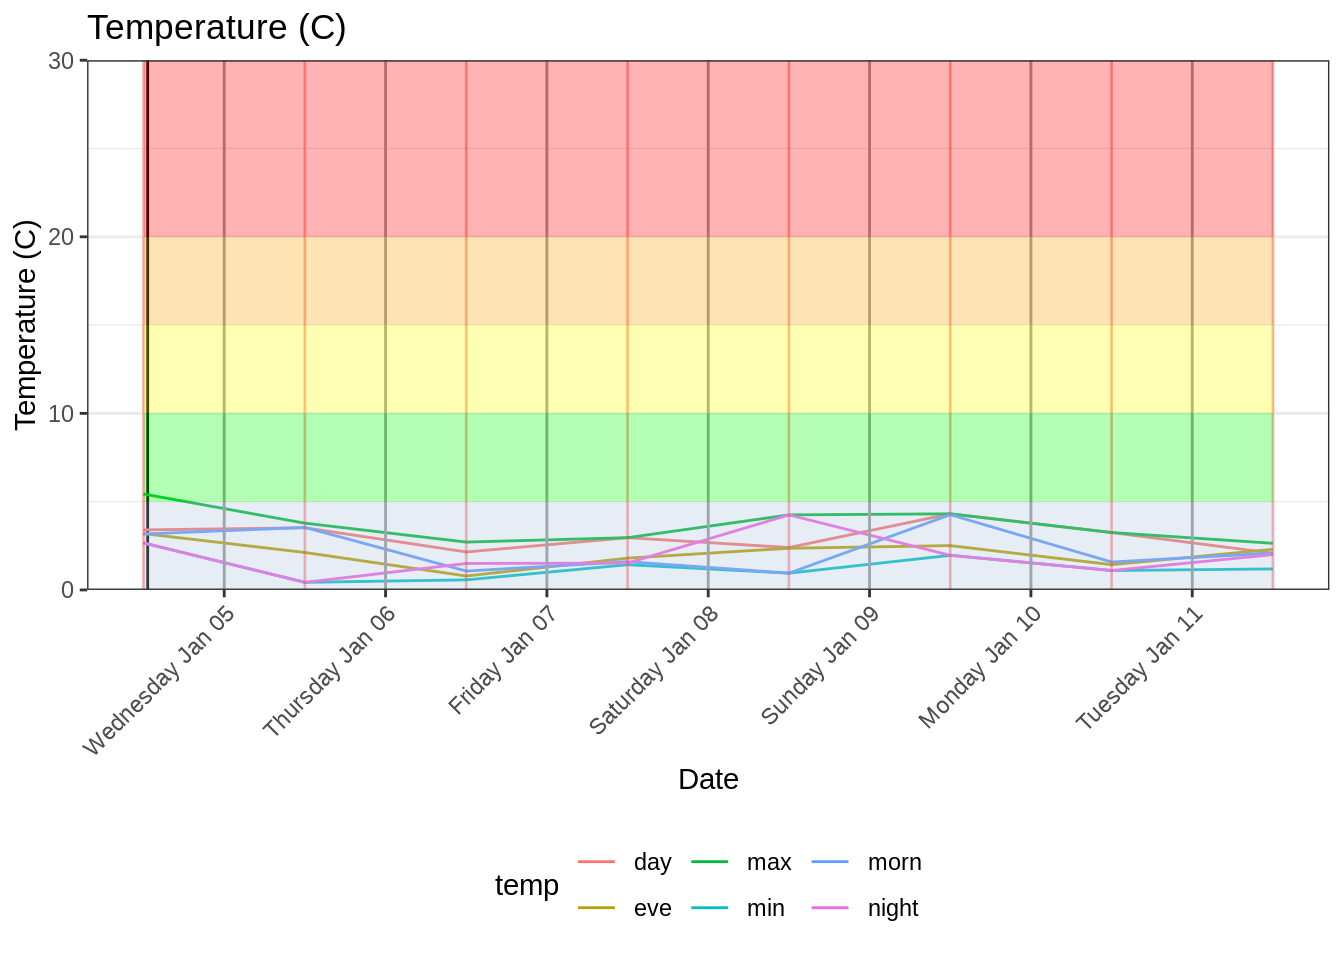 Temperature (C)
Temperature (C)
30
20
10
0
Wednesday Jan 05
Thursday Jan 06
Friday Jan 07
Saturday Jan 08
Sunday Jan 09
Monday Jan 10
Tuesday Jan 11
Date
temp
day
max
morn
eve
min
night